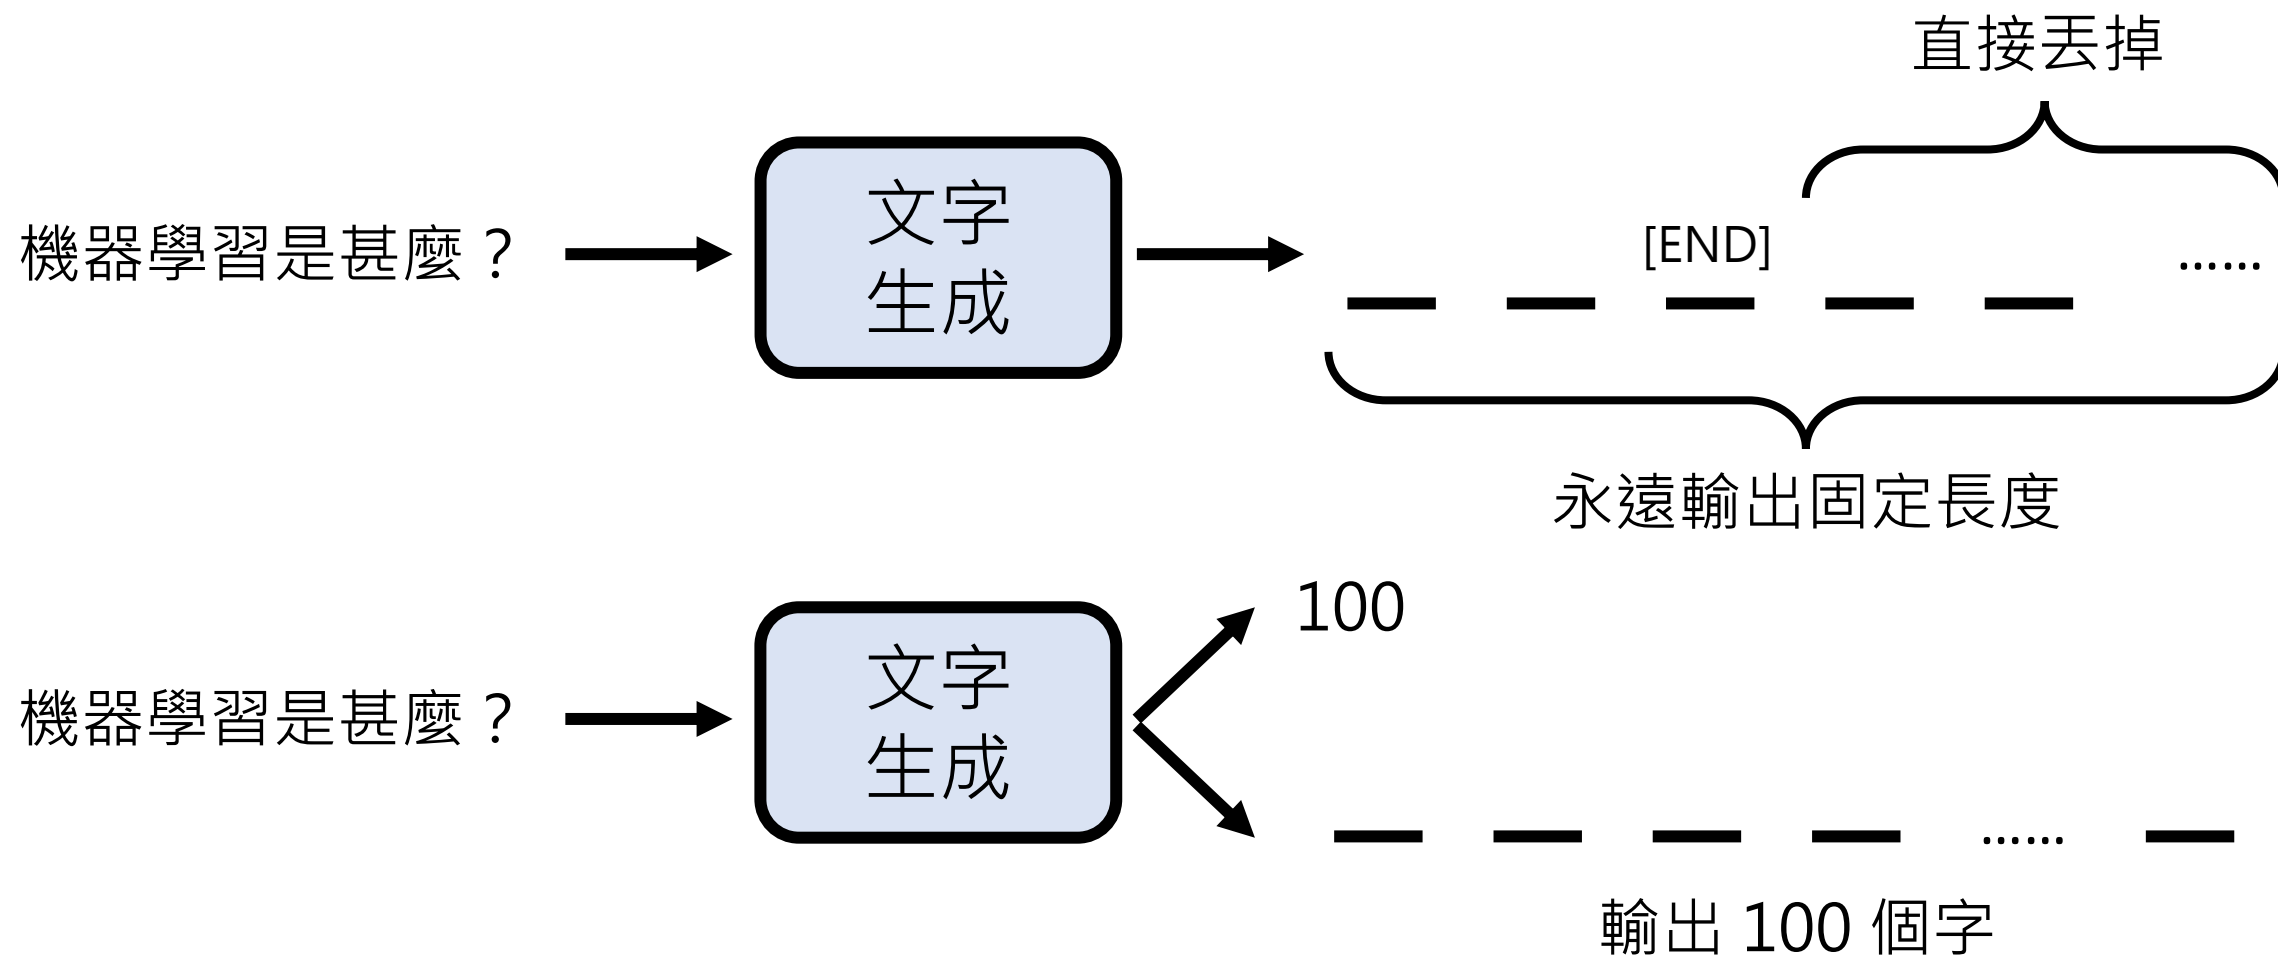 直接丟掉
機器學習是甚麼？
文字
生成
[END]
……
永遠輸出固定長度
100
機器學習是甚麼？
文字
生成
……
輸出 100 個字